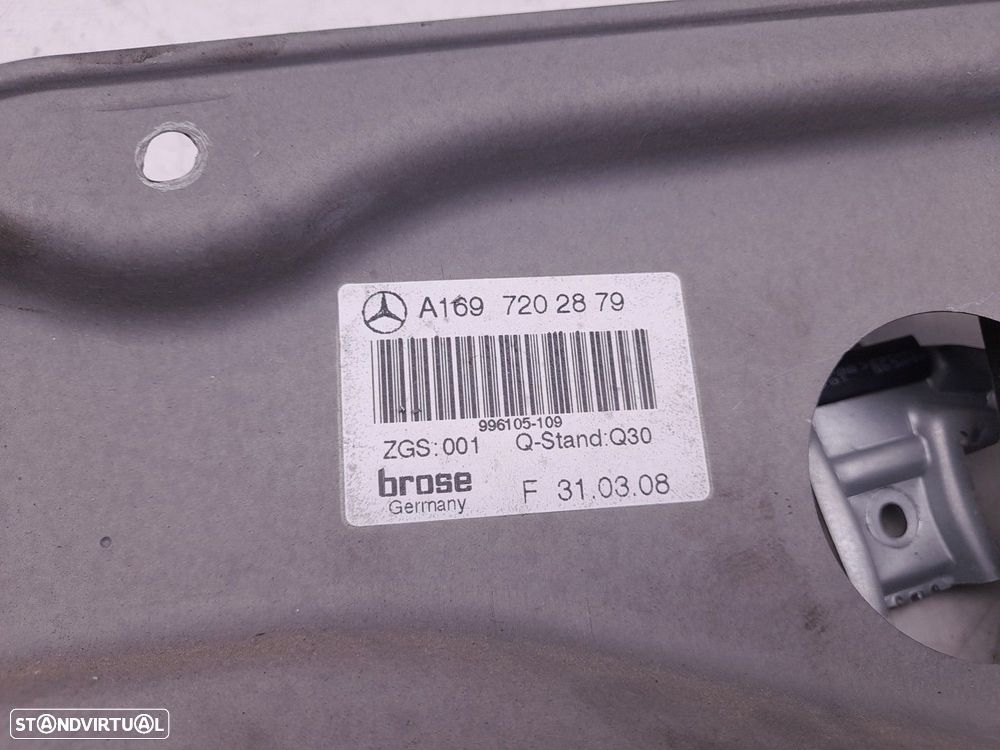 A169 720 28 79
996105-109
ZGS:001 Q-Stand:Q30
brose
Germany
F 31.03.08
STANDVIRTUAL